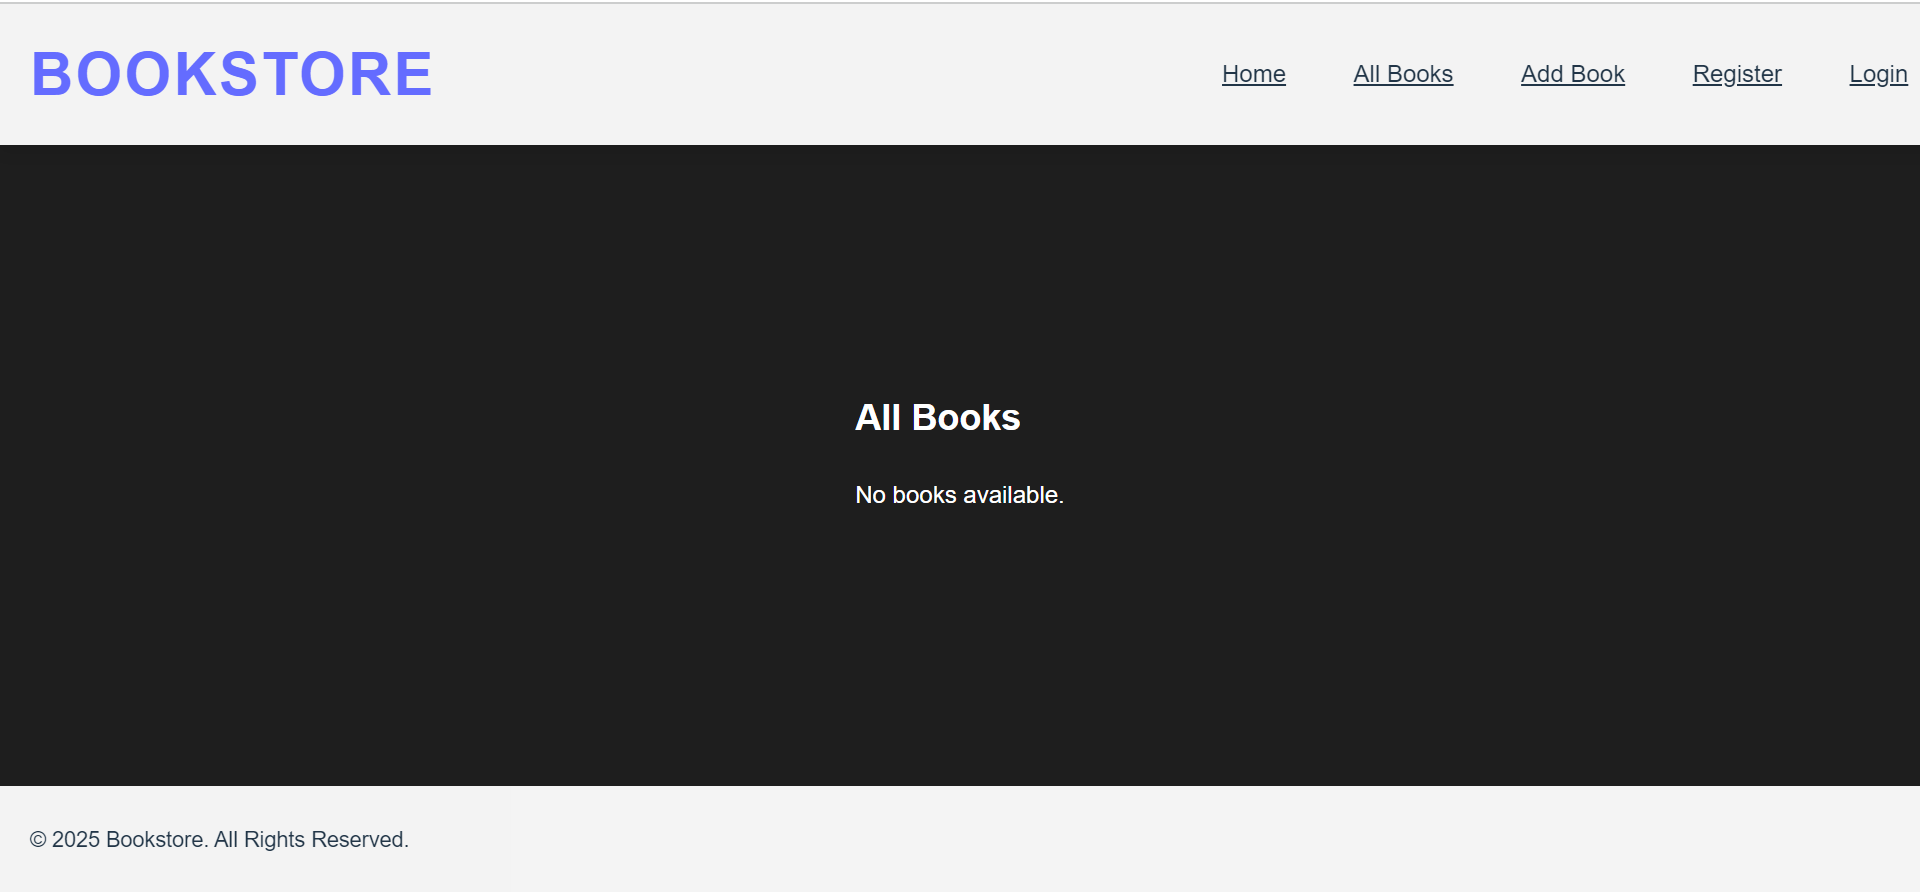 BOOKSTORE
Home All Books Add Book Register Login
All Books
No books available.
© 2025 Bookstore. All Rights Reserved.